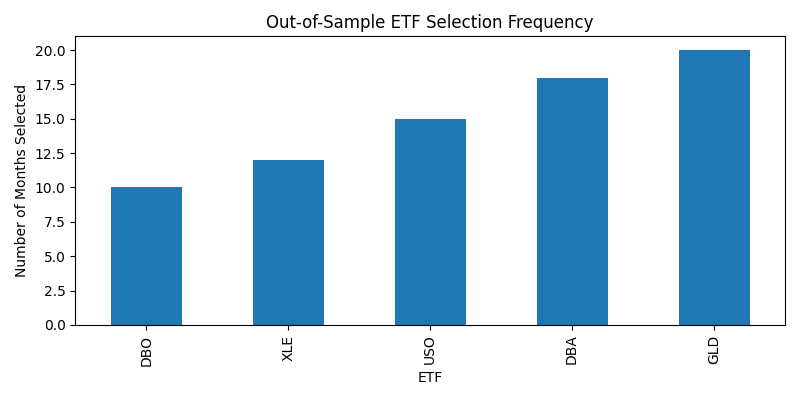 Out-of-Sample ETF Selection Frequency
Number of Months Selected
20.0
17.5
15.0
12.5
10.0
7.5
5.0
2.5
0.0
DBO
XLE
USO
DBA
GLD
ETF